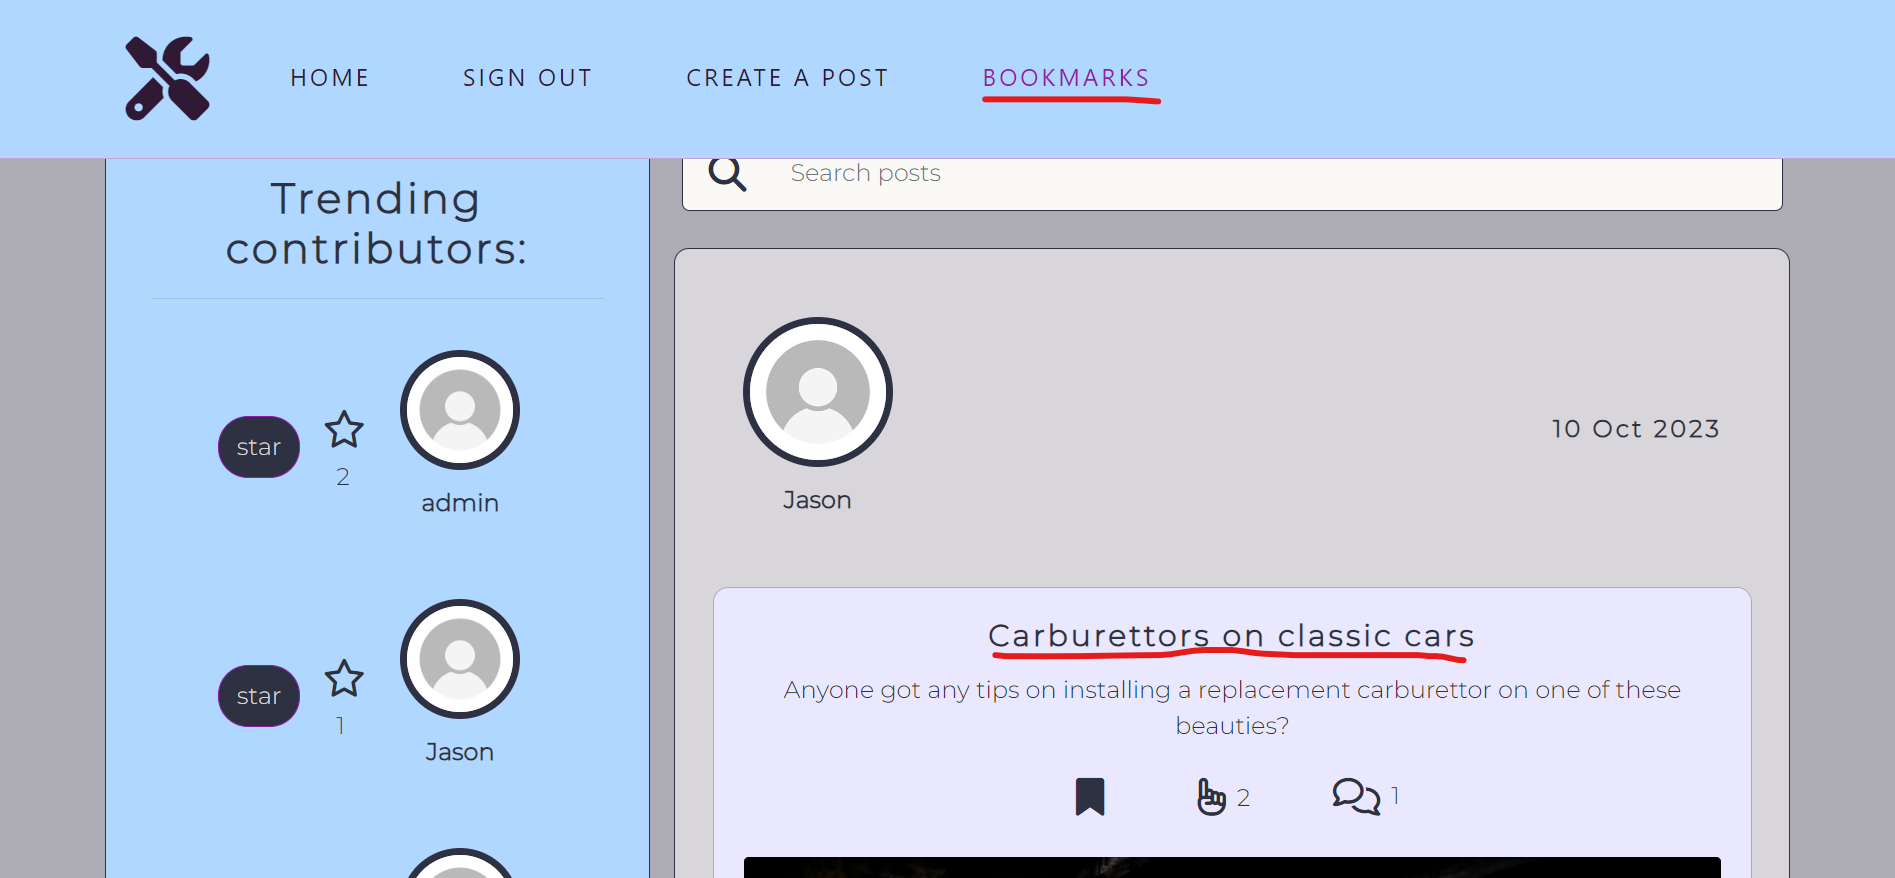 HOME SIGN OUT CREATE A POST BOOKMARKS
Search posts
Trending
contributors:
star
2
admin
star
1
Jason
Jason
10 Oct 2023
Carburettors on classic cars
Anyone got any tips on installing a replacement carburettor on one of these
beauties?
2
1